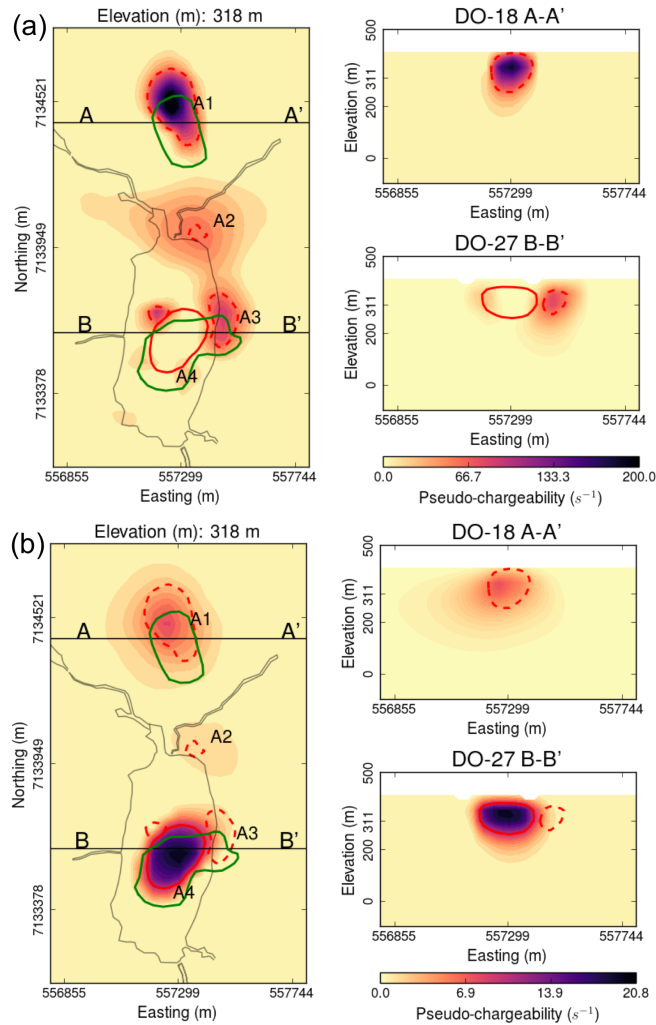 (a)
Elevation (m): 318 m
A A1 A'
A2
A3
B B'
A4
7134521
7133949
7133378
Northing (m)
556855 557299 557744
Easting (m)
DO-18 A-A’
500
311
200
0
Elevation (m)
556855 557299 557744
Easting (m)
DO-27 B-B’
500
311
200
0
Elevation (m)
556855 557299 557744
Easting (m)
0.0 66.7 133.3 200.0
Pseudo-chargeability (s⁻¹)
(b)
Elevation (m): 318 m
A A1 A'
A2
A3
B B'
A4
7134521
7133949
7133378
Northing (m)
556855 557299 557744
Easting (m)
DO-18 A-A’
500
311
200
0
Elevation (m)
556855 557299 557744
Easting (m)
DO-27 B-B’
500
311
200
0
Elevation (m)
556855 557299 557744
Easting (m)
0.0 6.9 13.9 20.8
Pseudo-chargeability (s⁻¹)